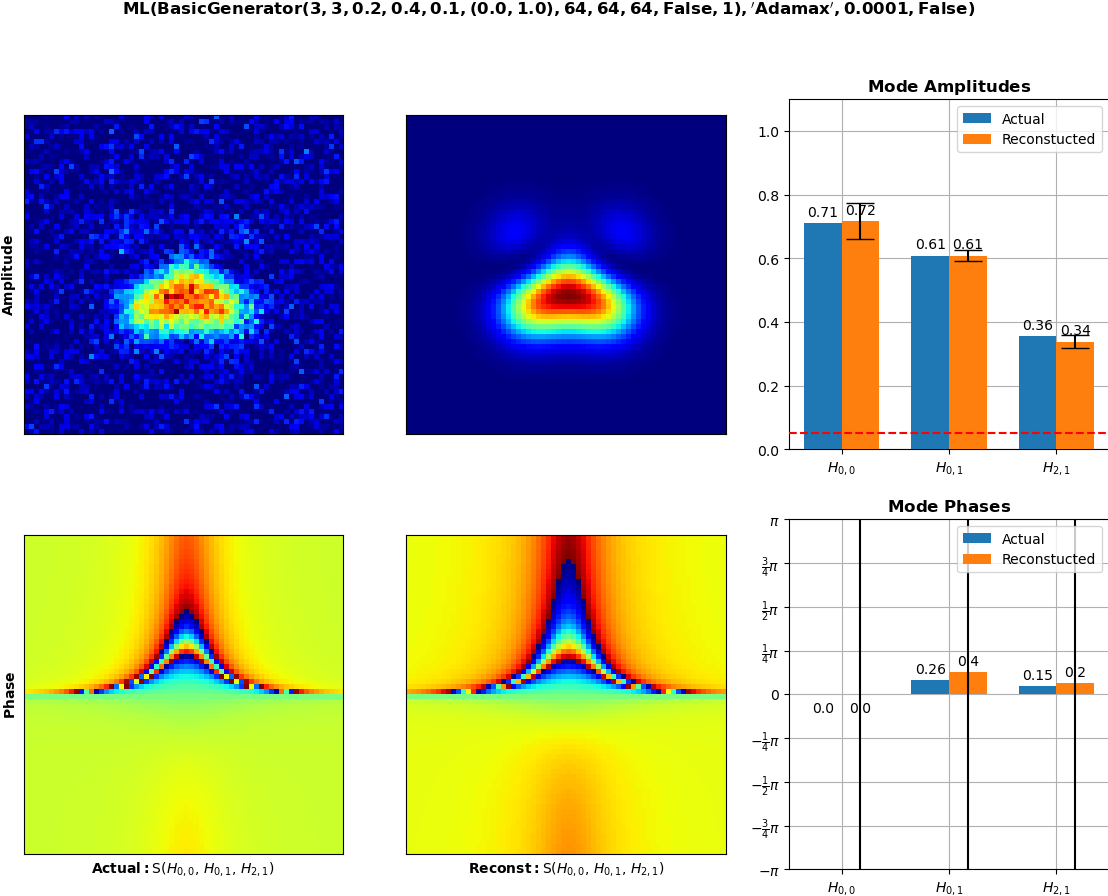 ML(BasicGenerator(3, 3, 0.2, 0.4, 0.1, (0.0, 1.0), 64, 64, 64, False, 1), ′Adamax′, 0.0001, False)
Amplitude
Mode Amplitudes
Actual
Reconstucted
1.0
0.8
0.6
0.4
0.2
0.0
0.71
0.72
0.61
0.61
0.36
0.34
H0,0
H0,1
H2,1
Phase
Actual: S(H0,0, H0,1, H2,1)
Reconst: S(H0,0, H0,1, H2,1)
Mode Phases
Actual
Reconstucted
π
3/4π
1/2π
1/4π
0
−1/4π
−1/2π
−3/4π
−π
0.0
0.0
0.26
0.4
0.15
0.2
H0,0
H0,1
H2,1